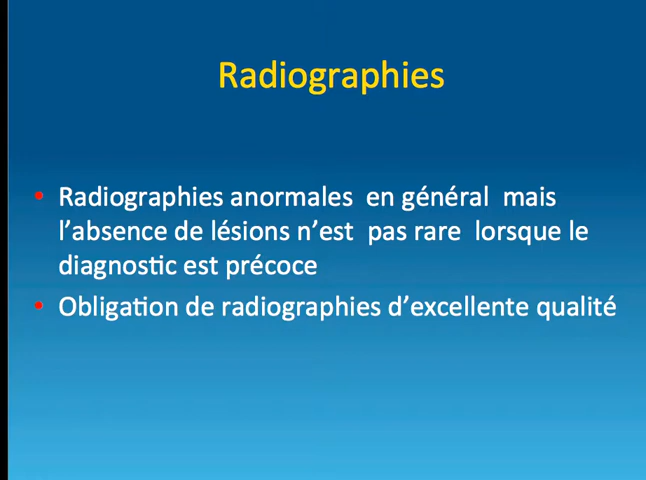 Radiographies
• Radiographies anormales en général mais
l’absence de lésions n’est pas rare lorsque le
diagnostic est précoce
• Obligation de radiographies d’excellente qualité